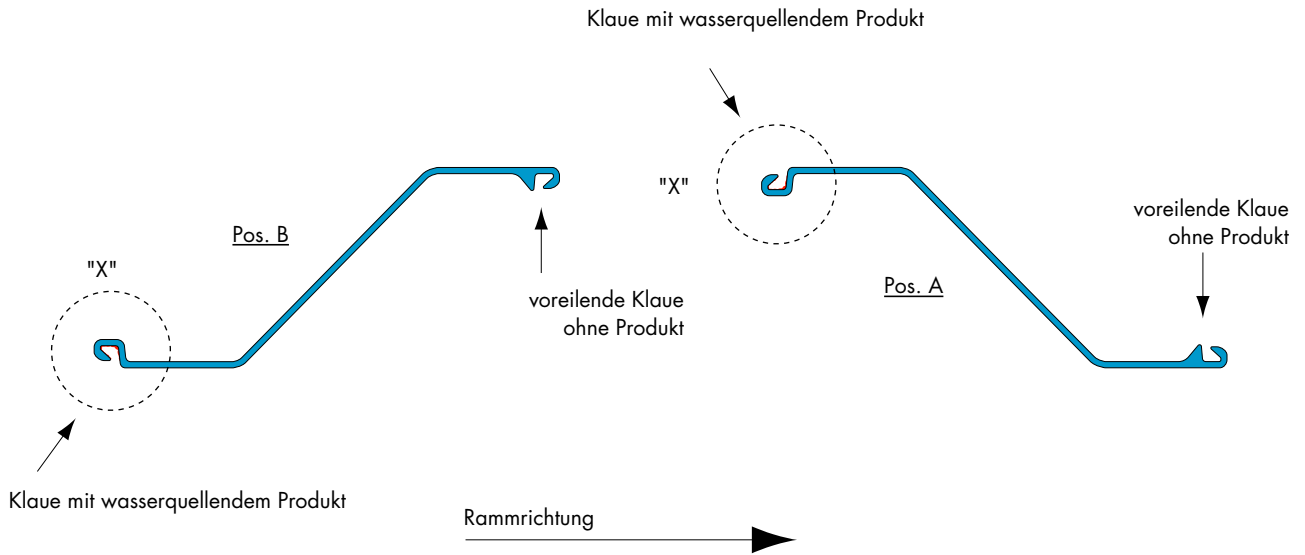 Klaue mit wasserquellendem Produkt
"X"
voreilende Klaue
ohne Produkt
Pos. B
"X"
Pos. A
voreilende Klaue
ohne Produkt
Klaue mit wasserquellendem Produkt
Rammrichtung